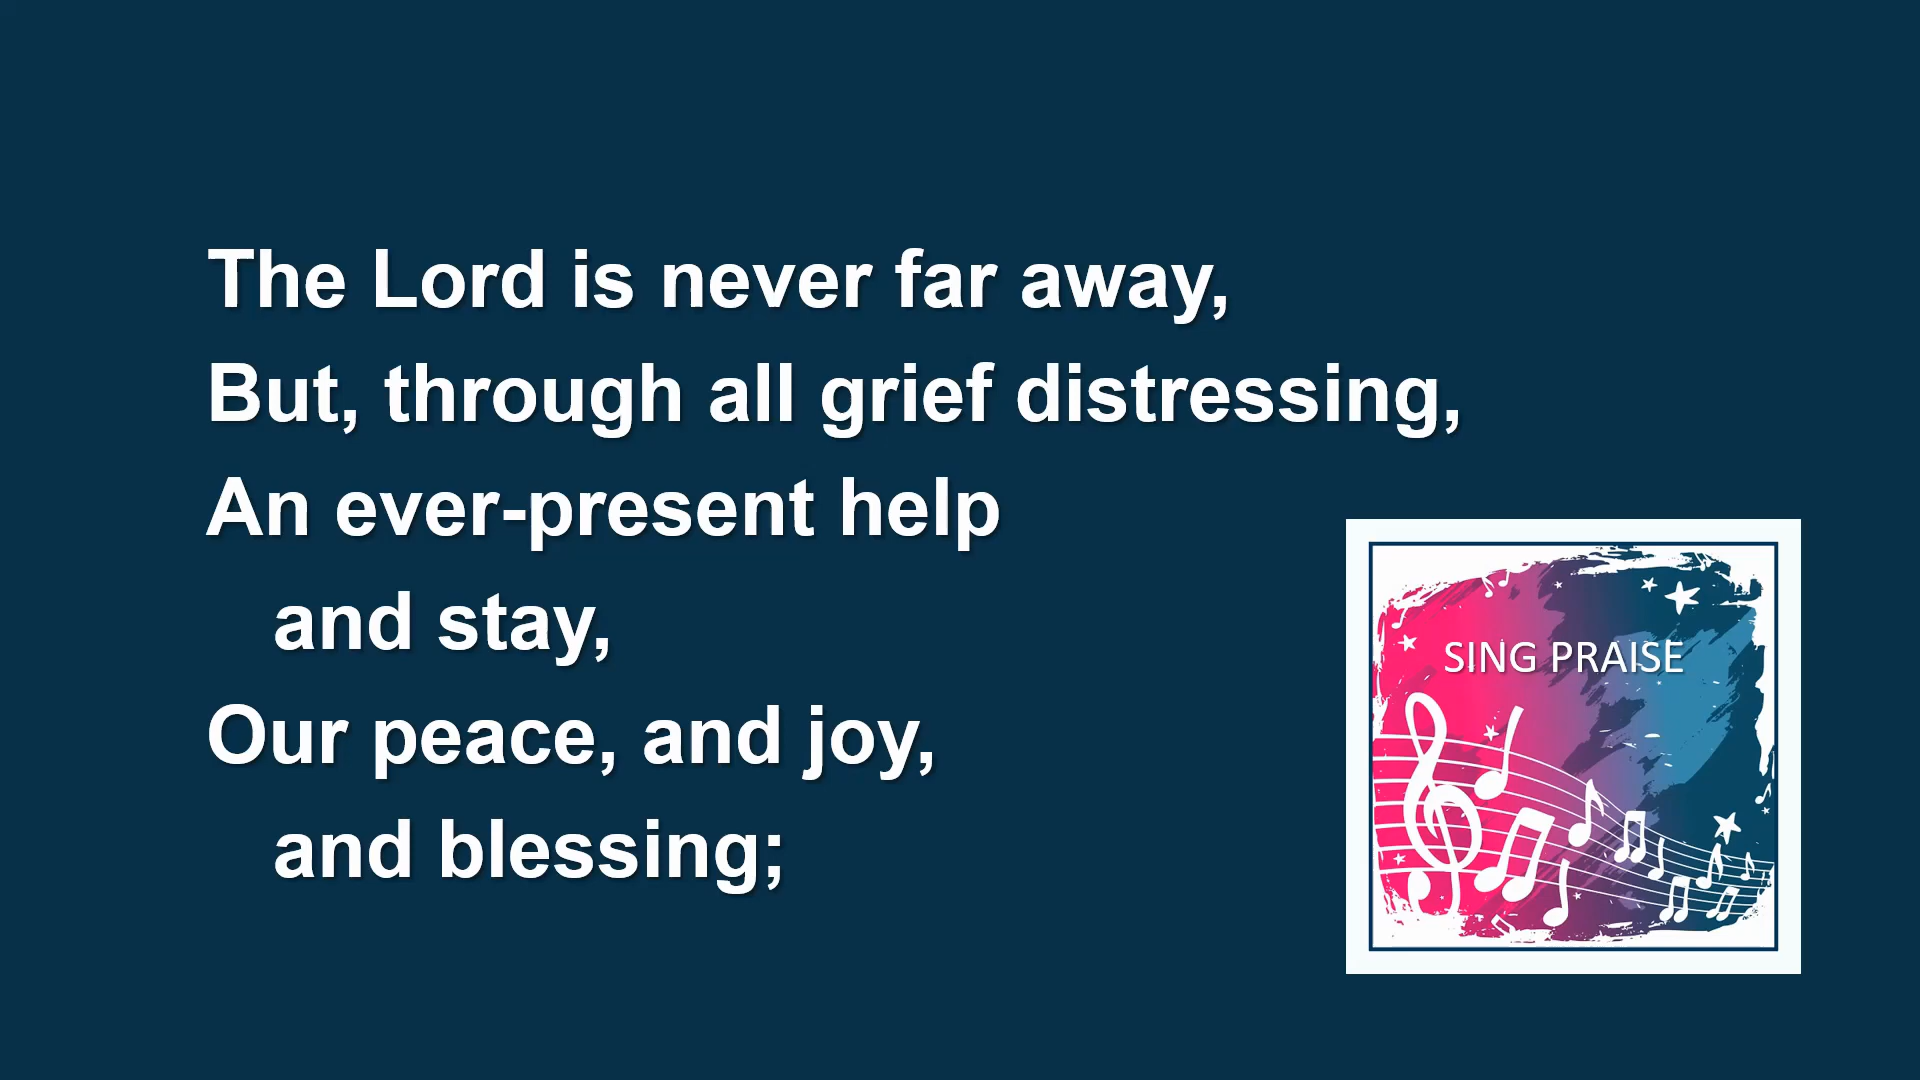 The Lord is never far away,
But, through all grief distressing,
An ever-present help
and stay,
Our peace, and joy,
and blessing;
SING PRAISE